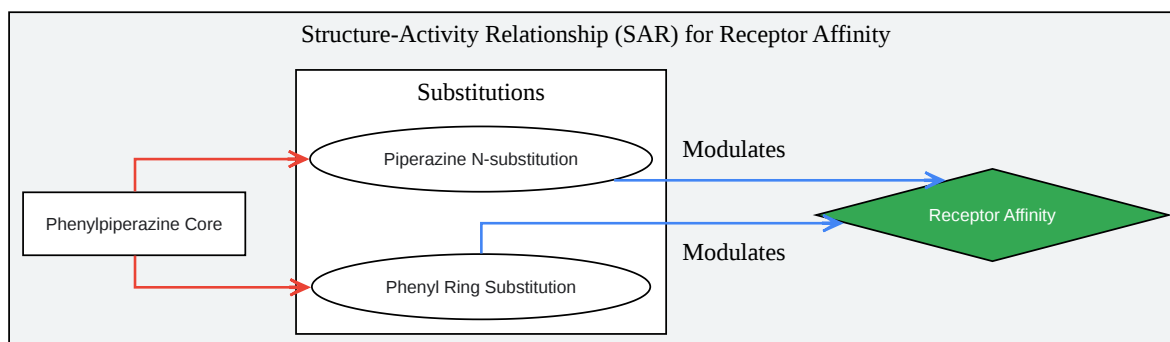 Structure-Activity Relationship (SAR) for Receptor Affinity
Substitutions
Piperazine N-substitution
Modulates
Phenylpiperazine Core
Receptor Affinity
Modulates
Phenyl Ring Substitution